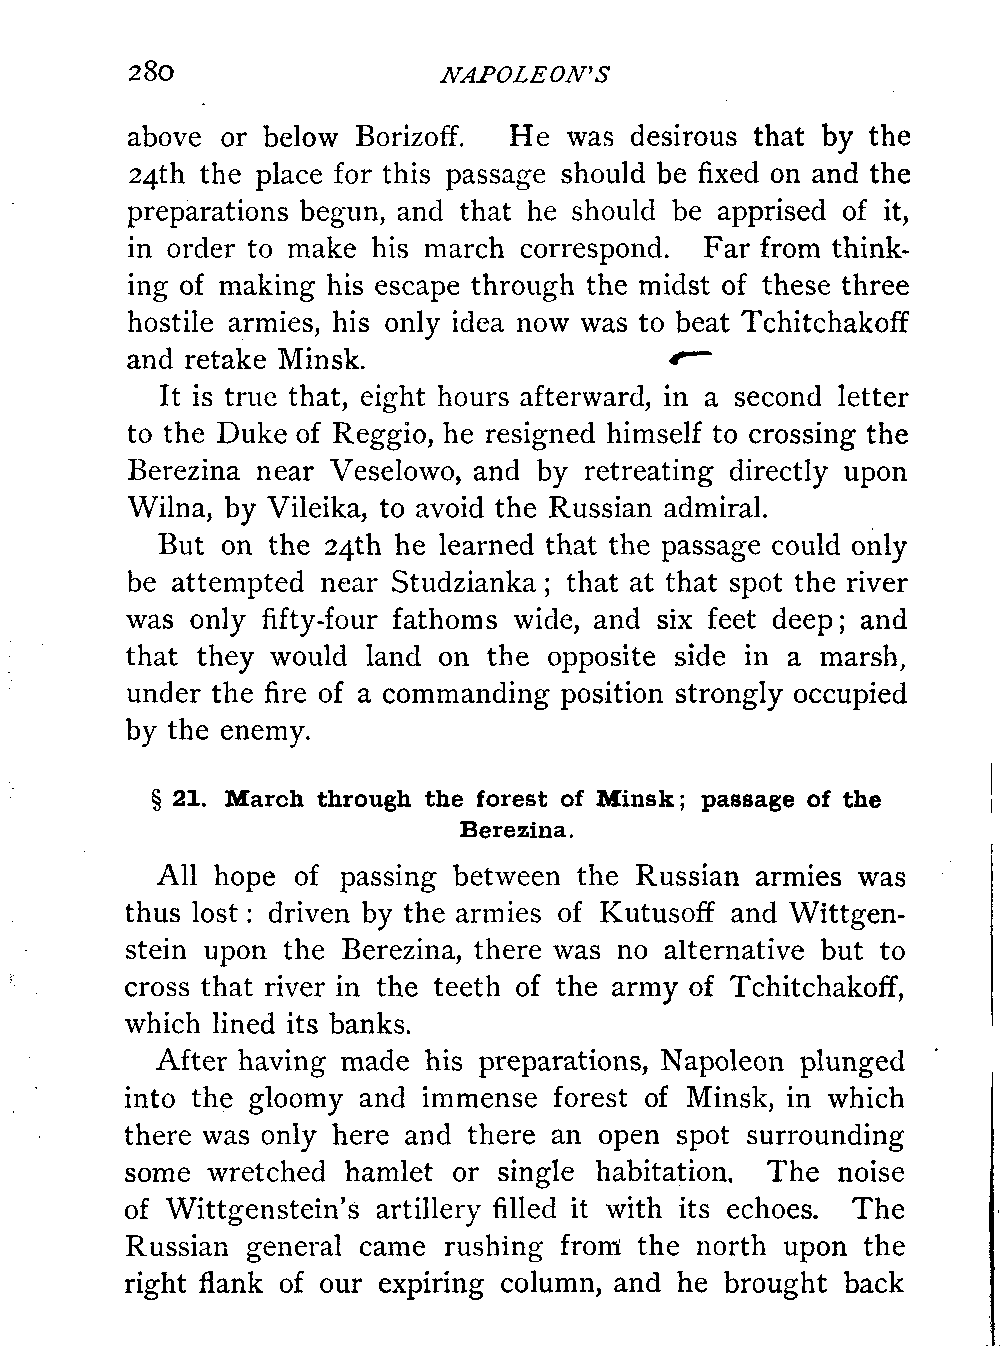 280 NAPOLEON'S
above or below Borizoff. He was desirous that by the
24th the place for this passage should be fixed on and the
preparations begun, and that he should be apprised of it,
in order to make his march correspond. Far from think-
ing of making his escape through the midst of these three
hostile armies, his only idea now was to beat Tchitchakoff
and retake Minsk.
It is true that, eight hours afterward, in a second letter
to the Duke of Reggio, he resigned himself to crossing the
Berezina near Veselowo, and by retreating directly upon
Wilna, by Vileika, to avoid the Russian admiral.
But on the 24th he learned that the passage could only
be attempted near Studzianka; that at that spot the river
was only fifty-four fathoms wide, and six feet deep; and
that they would land on the opposite side in a marsh,
under the fire of a commanding position strongly occupied
by the enemy.
§ 21. March through the forest of Minsk; passage of the
Berezina.
All hope of passing between the Russian armies was
thus lost: driven by the armies of Kutusoff and Wittgen-
stein upon the Berezina, there was no alternative but to
cross that river in the teeth of the army of Tchitchakoff,
which lined its banks.
After having made his preparations, Napoleon plunged
into the gloomy and immense forest of Minsk, in which
there was only here and there an open spot surrounding
some wretched hamlet or single habitation. The noise
of Wittgenstein's artillery filled it with its echoes. The
Russian general came rushing from the north upon the
right flank of our expiring column, and he brought back